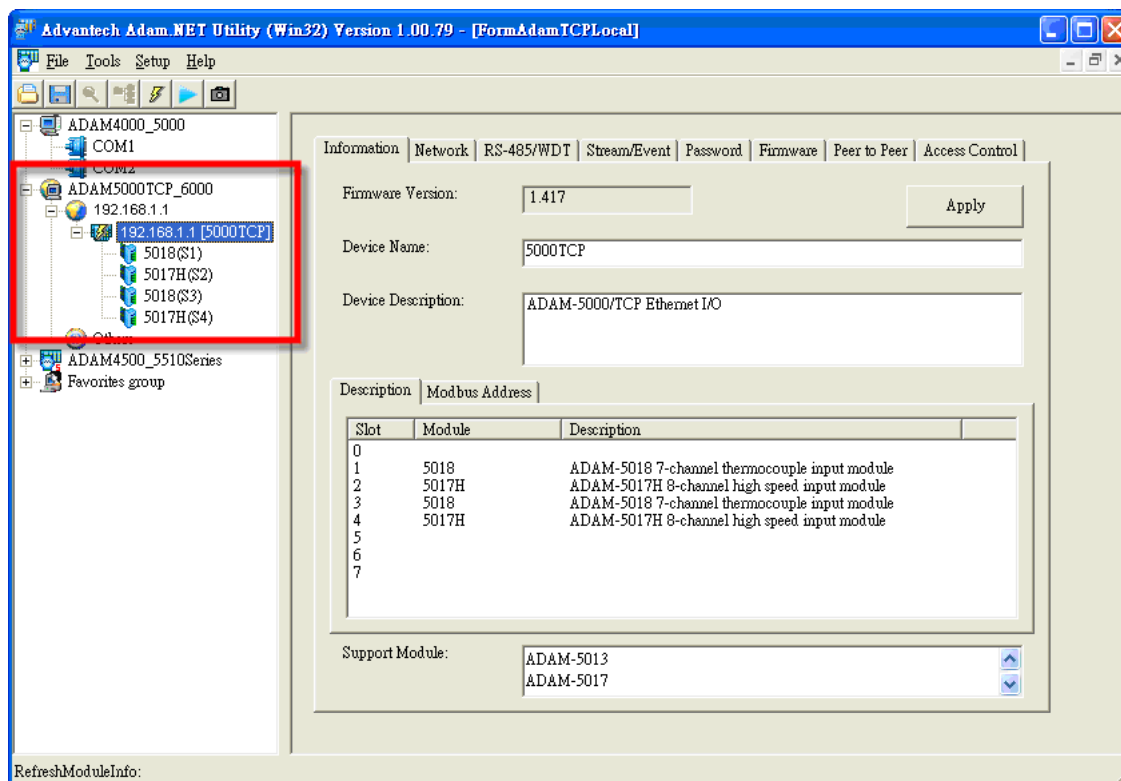 Advantech Adam.NET Utility (Win32) Version 1.00.79 - [FormAdamTCPLocal]
File Tools Setup Help
ADAM4000_5000
COM1
COM2
ADAM5000TCP_6000
192.168.1.1
192.168.1.1 [5000TCP]
5018(S1)
5017H(S2)
5018(S3)
5017H(S4)
Others
ADAM4500_5510Series
Favorites group
Information Network RS-485/WDT Stream/Event Password Firmware Peer to Peer Access Control
Firmware Version: 1.417 Apply
Device Name: 5000TCP
Device Description: ADAM-5000/TCP Ethernet I/O
Description Modbus Address
Slot Module Description
0
1 5018 ADAM-5018 7-channel thermocouple input module
2 5017H ADAM-5017H 8-channel high speed input module
3 5018 ADAM-5018 7-channel thermocouple input module
4 5017H ADAM-5017H 8-channel high speed input module
5
6
7
Support Module: ADAM-5013
ADAM-5017
RefreshModuleInfo: